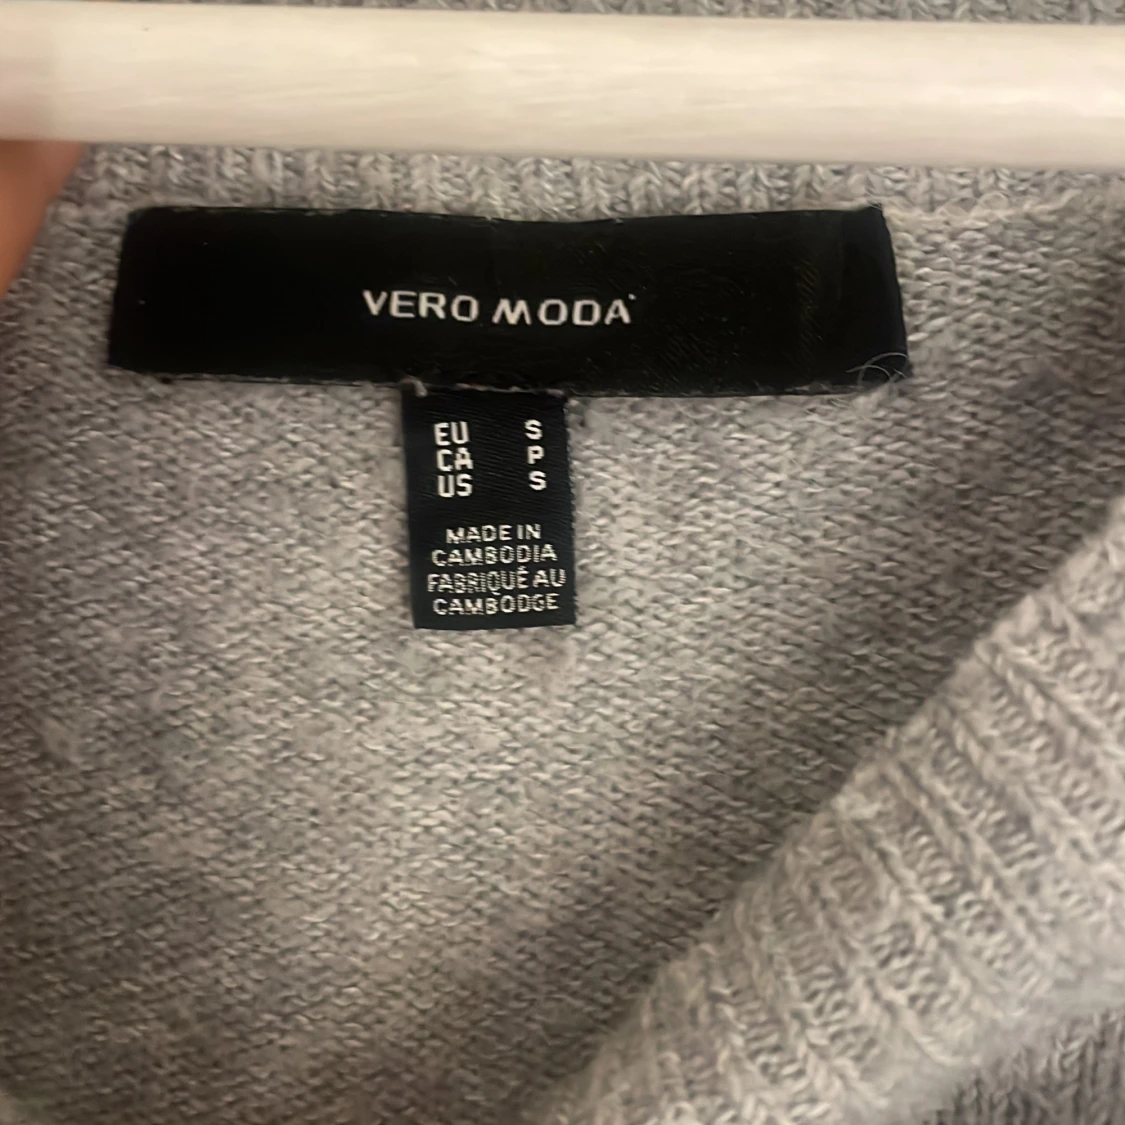 VERO MODA
EU S
CA P
US S
MADE IN
CAMBODIA
FABRIQUÉ AU
CAMBODGE